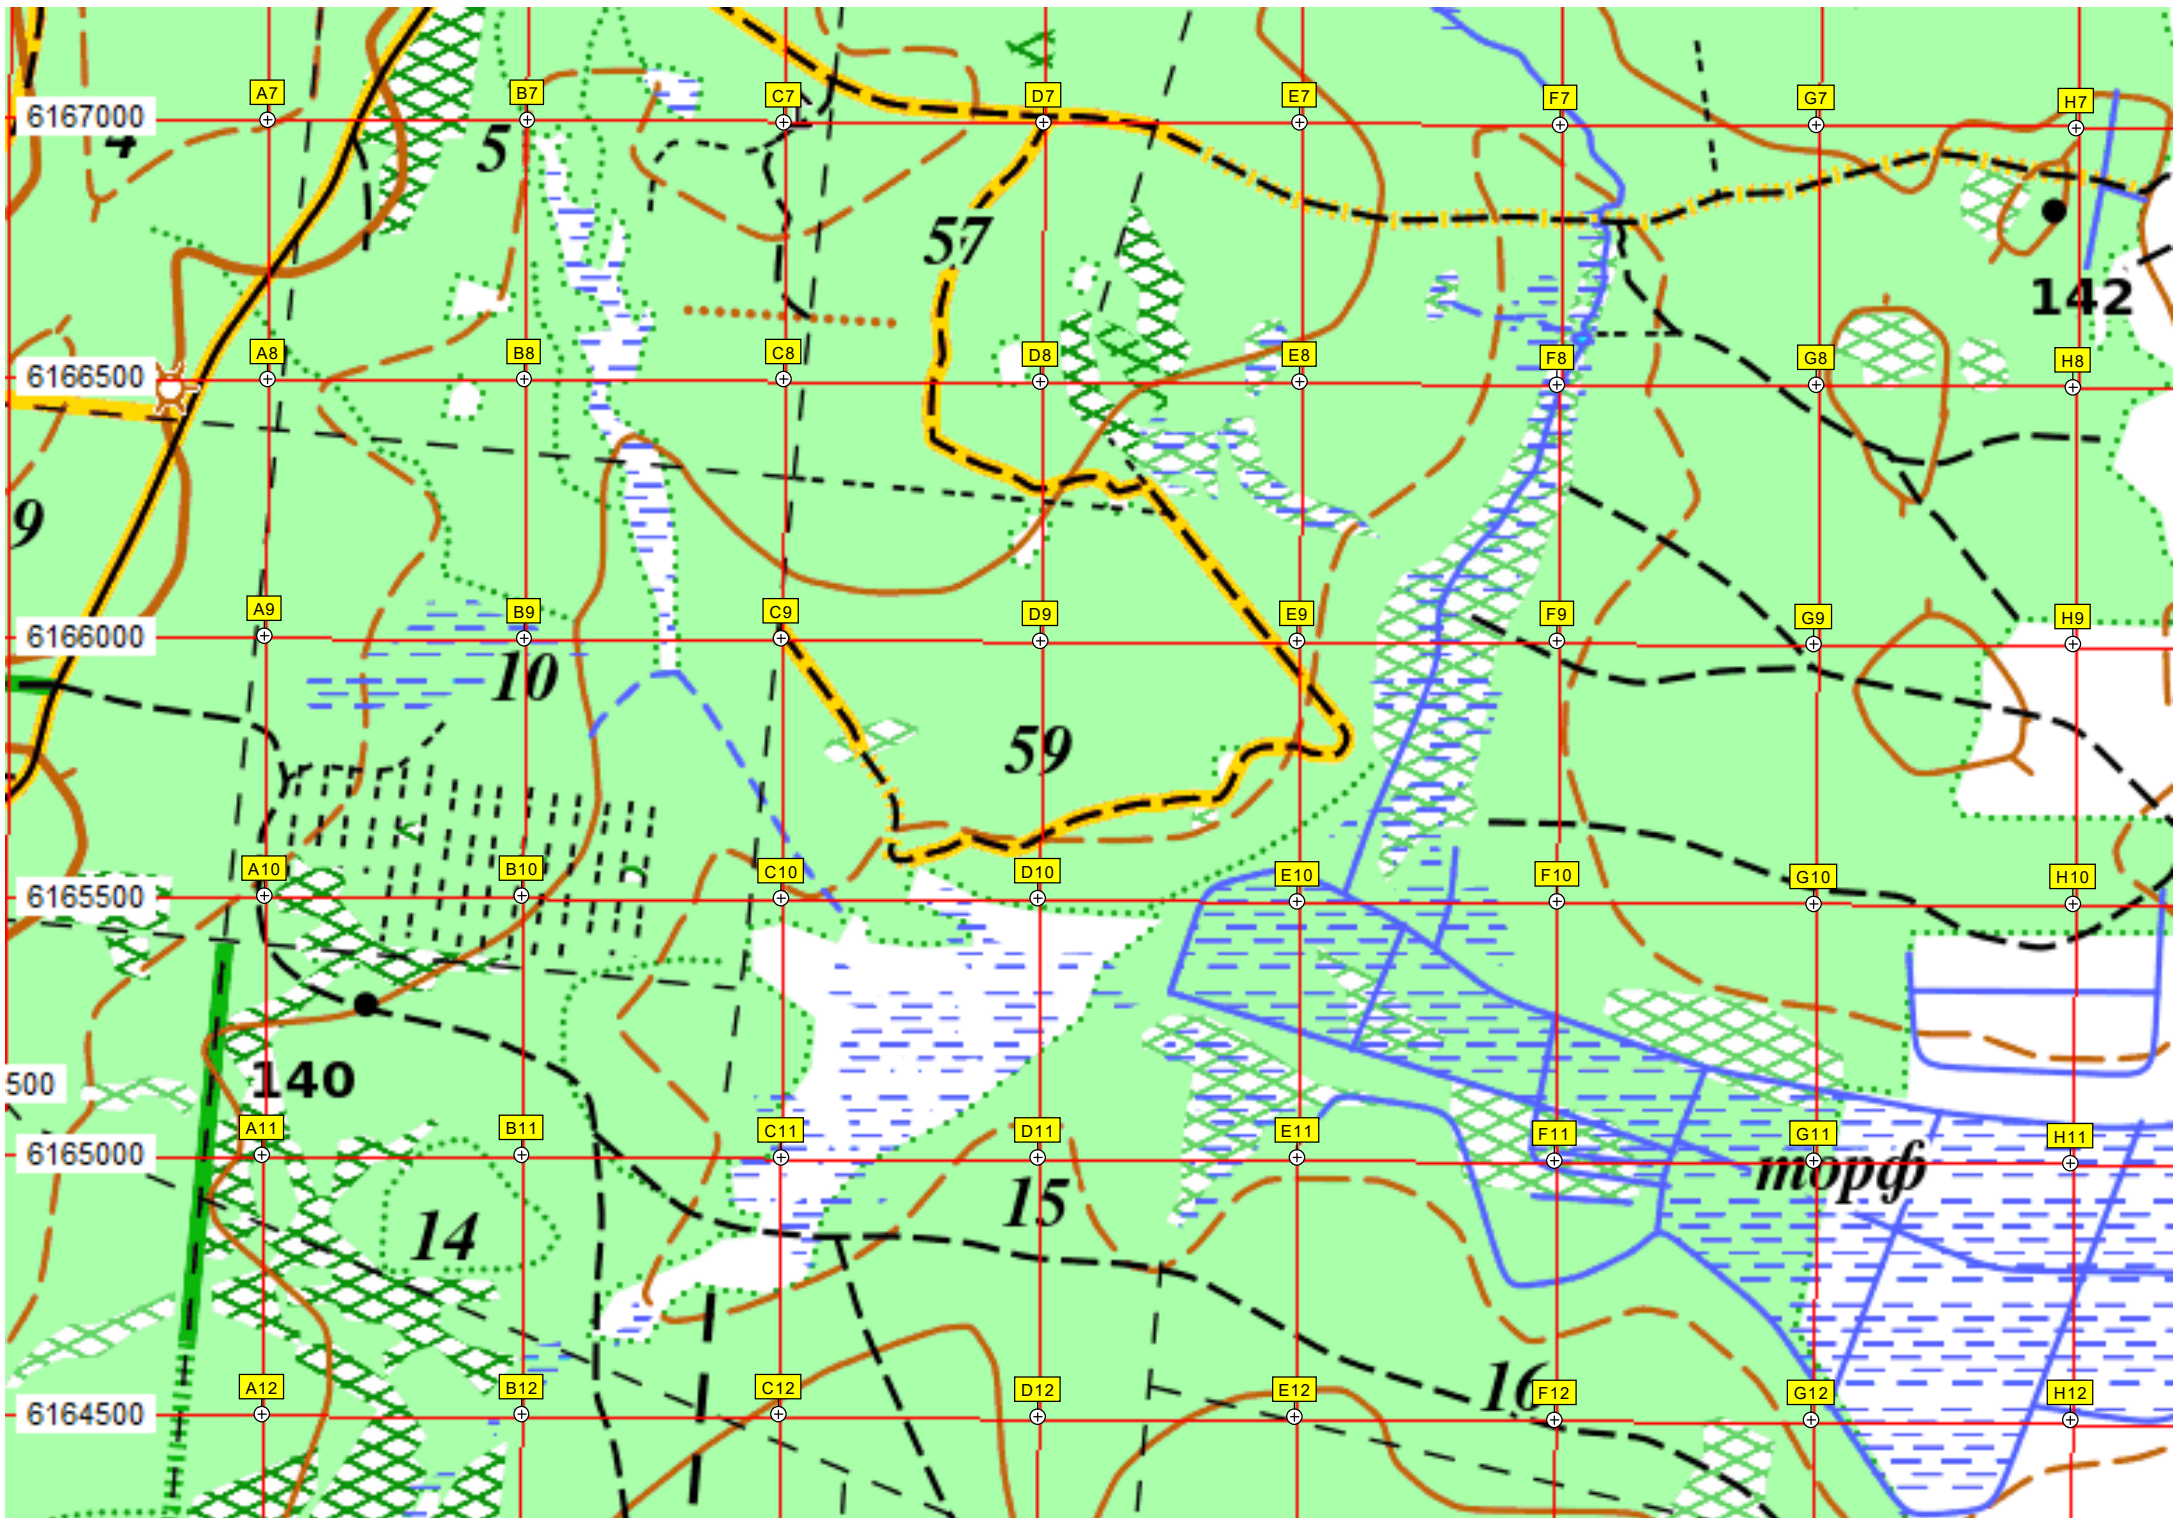 A7 B7 C7 D7 E7 F7 G7 H7
6167000
4 5
57
142
A8 B8 C8 D8 E8 F8 G8 H8
6166500
9
A9 B9 C9 D9 E9 F9 G9 H9
6166000
10
59
A10 B10 C10 D10 E10 F10 G10 H10
6165500
500 140
A11 B11 C11 D11 E11 F11 G11 H11
6165000
торф
14 15
16
A12 B12 C12 D12 E12 F12 G12 H12
6164500